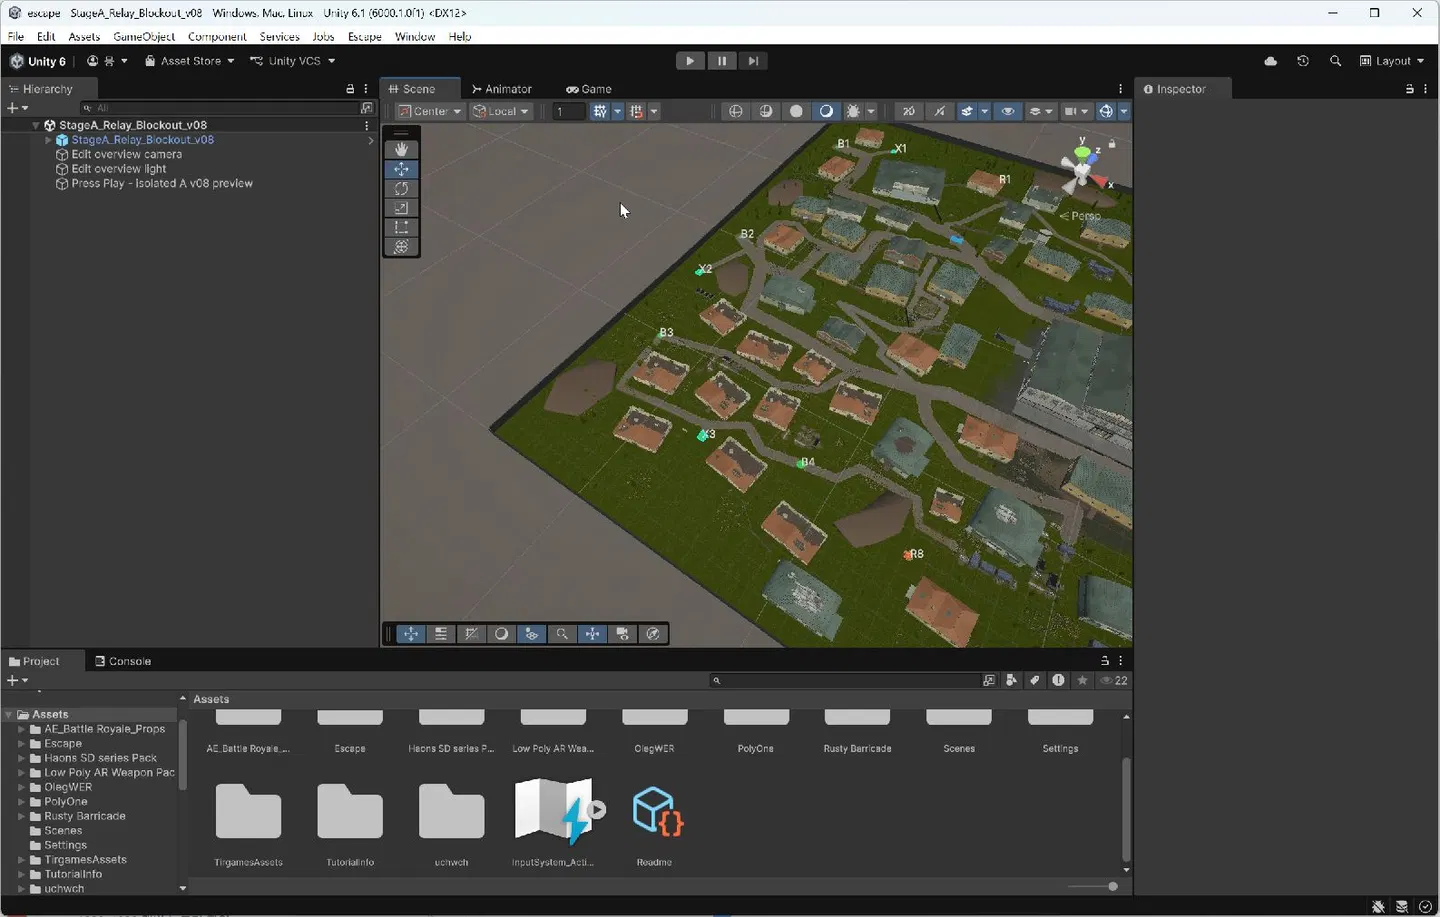 escape - StageA_Relay_Blockout_v08 - Windows, Mac, Linux - Unity 6.1 (6000.1.0f1) <DX12>
File Edit Assets GameObject Component Services Jobs Escape Window Help
Unity 6 Asset Store Unity VCS Layout
Hierarchy
All
StageA_Relay_Blockout_v08
StageA_Relay_Blockout_v08
Edit overview camera
Edit overview light
Press Play - isolated A v08 preview
Scene Animator Game
Center Local 1
B1
X1
R1
y
z
x
Persp
B2
X2
B3
X3
B4
R8
Inspector
Project Console
22
Assets
AE_Battle Royale_Props
Escape
Haons SD series Pack
Low Poly AR Weapon Pac
OlegWER
PolyOne
Rusty Barricade
Scenes
Settings
TirgamesAssets
TutorialInfo
uchwch
Assets
AE_Battle Royale_... Escape Haons SD series P... Low Poly AR Wea... OlegWER PolyOne Rusty Barricade Scenes Settings
TirgamesAssets TutorialInfo uchwch InputSystem_Acti... Readme